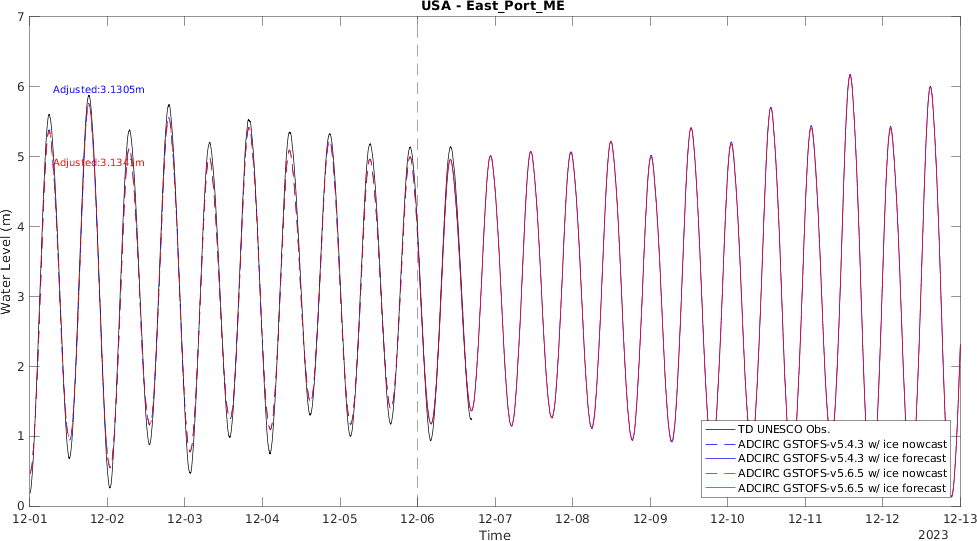 USA - East_Port_ME
7
6
5
4
3
2
1
0
Water Level (m)
Adjusted:3.1305m
Adjusted:3.1341m
TD UNESCO Obs.
ADCIRC GSTOFS-v5.4.3 w/ ice nowcast
ADCIRC GSTOFS-v5.4.3 w/ ice forecast
ADCIRC GSTOFS-v5.6.5 w/ ice nowcast
ADCIRC GSTOFS-v5.6.5 w/ ice forecast
12-01 12-02 12-03 12-04 12-05 12-06 12-07 12-08 12-09 12-10 12-11 12-12 12-13
Time
2023